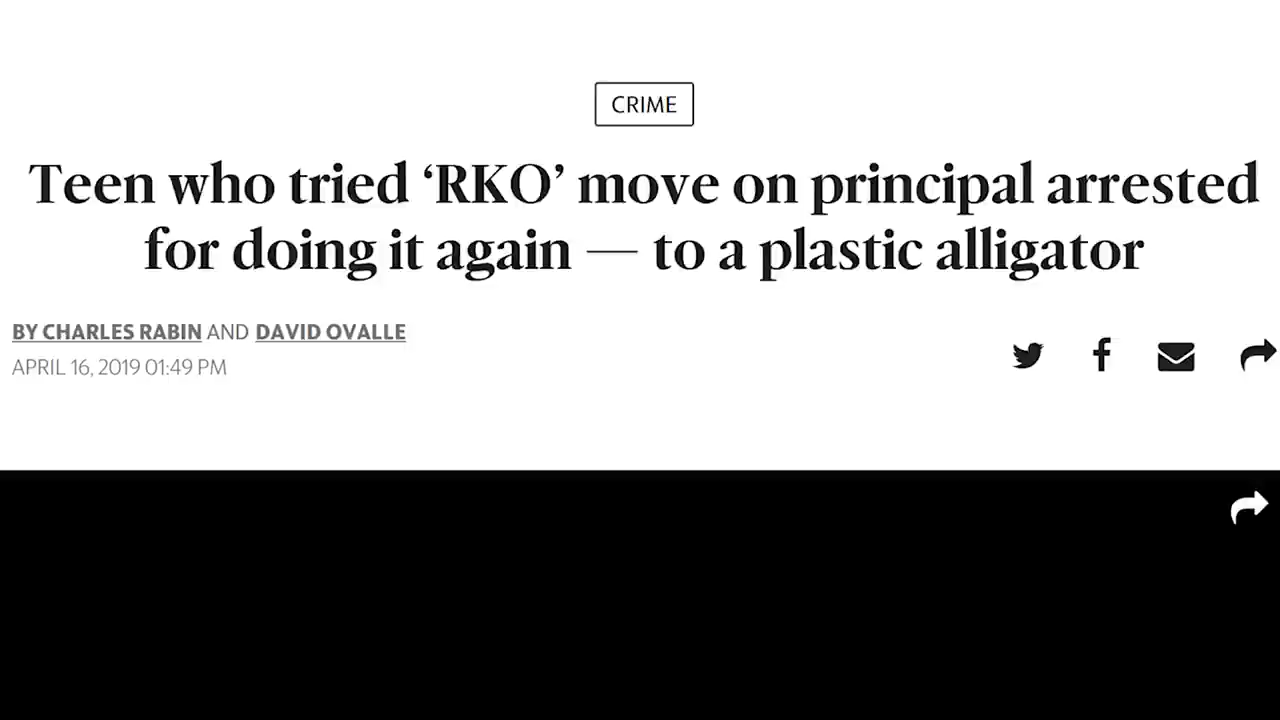 CRIME
Teen who tried ‘RKO’ move on principal arrested
for doing it again — to a plastic alligator
BY CHARLES RABIN AND DAVID OVALLE
APRIL 16, 2019 01:49 PM